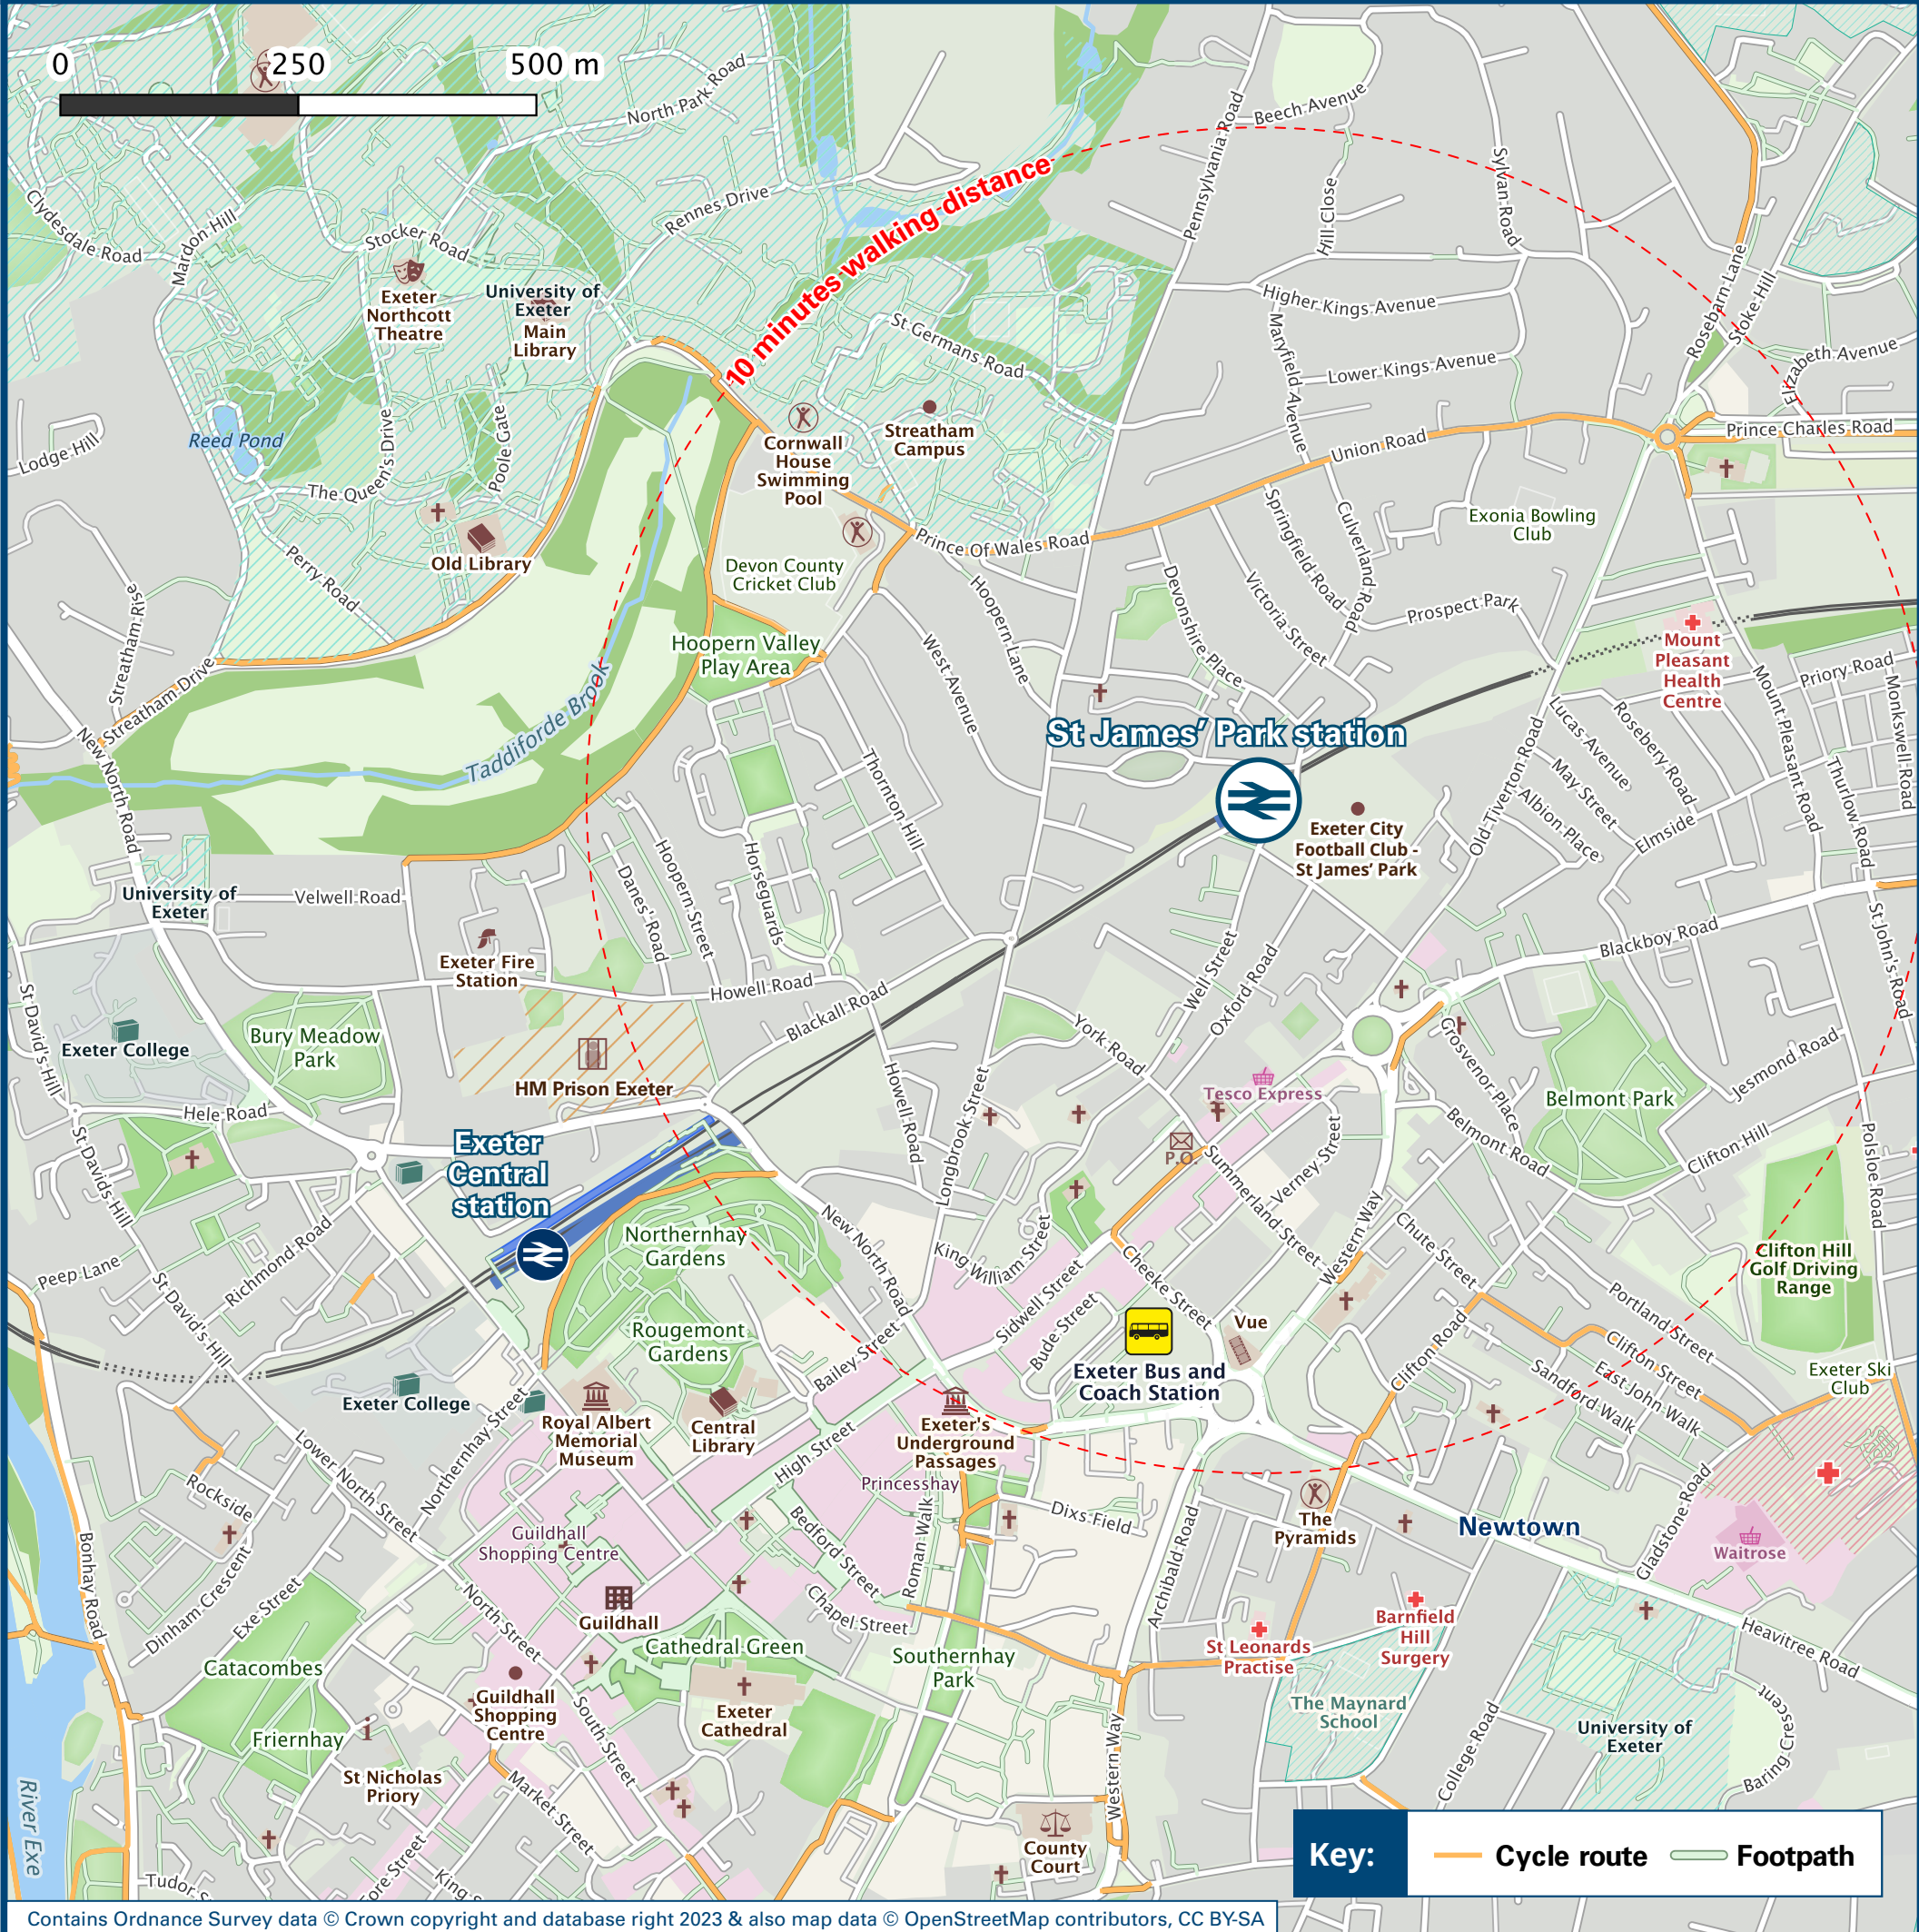 0 250 500 m
North Park Road
Beech Avenue
Pennsylvania Road
Sylvan Road
Clydesdale Road
Mardon Hill
Stocker Road
Rennes Drive
10 minutes walking distance
Hill Close
Exeter
Northcott
Theatre
University of
Exeter
Main
Library
St Germans Road
Higher Kings Avenue
Maryfield Avenue
Lower Kings Avenue
Rosebarn Lane
Stoke Hill
Elizabeth Avenue
Lodge Hill
Reed Pond
The Queen's Drive
Poole Gate
Cornwall
House
Swimming
Pool
Streatham
Campus
Union Road
Prince Charles Road
Old Library
Perry Road
Devon County
Cricket Club
Prince Of Wales Road
Springfield Road
Culverland Road
Exonia Bowling
Club
Streatham Rise
Streatham Drive
Hoopern Valley
Play Area
Hoopern Lane
West Avenue
Devonshire Place
Victoria Street
Prospect Park
Mount
Pleasant
Health
Centre
Mount Pleasant Road
Priory Road
Monkswell Road
New North Road
Taddiforde Brook
Thornton Hill
St James' Park station
Exeter City
Football Club -
St James' Park
Old Tiverton Road
Lucas Avenue
Rosebery Road
May Street
Albion Place
Elmside
Thurlow Road
University of
Exeter
Velwell Road
Danes' Road
Hoopern Street
Horseguards
Exeter Fire
Station
Howell Road
Blackall Road
Well Street
Oxford Road
Blackboy Road
St John's Road
St David's Hill
Exeter College
Bury Meadow
Park
HM Prison Exeter
York Road
Tesco Express
Grosvenor Place
Belmont Park
Jesmond Road
Hele Road
Howell Road
Longbrook Street
P.O.
Summerland Street
Verney Street
Belmont Road
Clifton Hill
Polsloe Road
Exeter
Central
station
St Davids Hill
Northernhay
Gardens
New North Road
King William Street
Sidwell Street
Cheeke Street
Western Way
Chute Street
Clifton Hill
Golf Driving
Range
Peep Lane
Richmond Road
St David's Hill
Rougemont
Gardens
Bailey Street
Bude Street
Exeter Bus and
Coach Station
Vue
Clifton Road
Portland Street
Clifton Street
East John Walk
Sandford Walk
Exeter Ski
Club
Exeter College
Northernhay Street
Royal Albert
Memorial
Museum
Central
Library
High Street
Exeter's
Underground
Passages
Princesshay
Lower North Street
Rockside
Guildhall
Shopping Centre
Bedford Street
Roman Walk
Dixs Field
Archibald Road
The
Pyramids
Newtown
Gladstone Road
Waitrose
Bonhay Road
Dinham Crescent
Exe Street
North Street
Guildhall
Chapel Street
Cathedral Green
Southernhay
Park
St Leonards
Practise
Barnfield
Hill
Surgery
Heavitree Road
Catacombes
Friernhay
Guildhall
Shopping
Centre
South Street
Exeter
Cathedral
The Maynard
School
College Road
University of
Exeter
Baring Crescent
River Exe
St Nicholas
Priory
Market Street
Western Way
County
Court
Key: Cycle route Footpath
Contains Ordnance Survey data © Crown copyright and database right 2023 & also map data © OpenStreetMap contributors, CC BY-SA